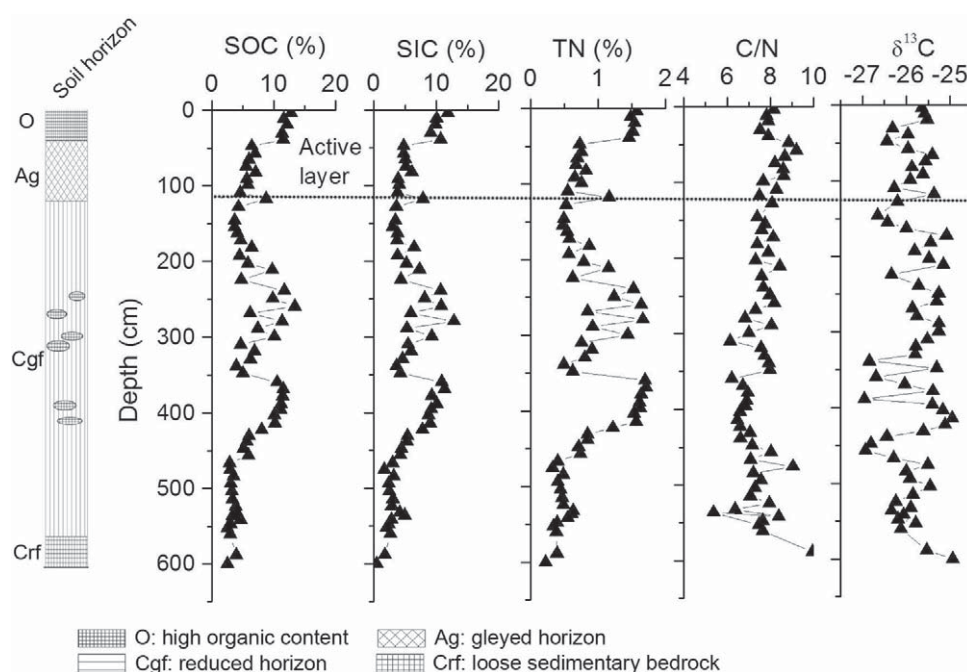 Soil horizon
SOC (%)
SIC (%)
TN (%)
C/N
δ¹³C
0 10 20
0 10 20
0 1 2
4 6 8 10
-27 -26 -25
O
Ag
Cgf
Crf
Depth (cm)
0
100
200
300
400
500
600
Active
layer
O: high organic content
Ag: gleyed horizon
Cgf: reduced horizon
Crf: loose sedimentary bedrock